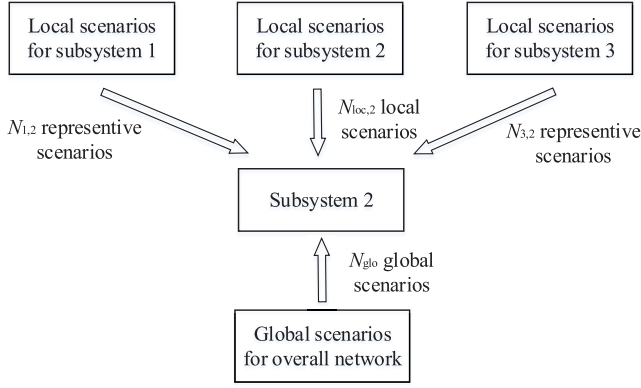 Local scenarios
for subsystem 1
Local scenarios
for subsystem 2
Local scenarios
for subsystem 3
N1,2 representive
scenarios
Nloc,2 local
scenarios
N3,2 representive
scenarios
Subsystem 2
Nglo global
scenarios
Global scenarios
for overall network